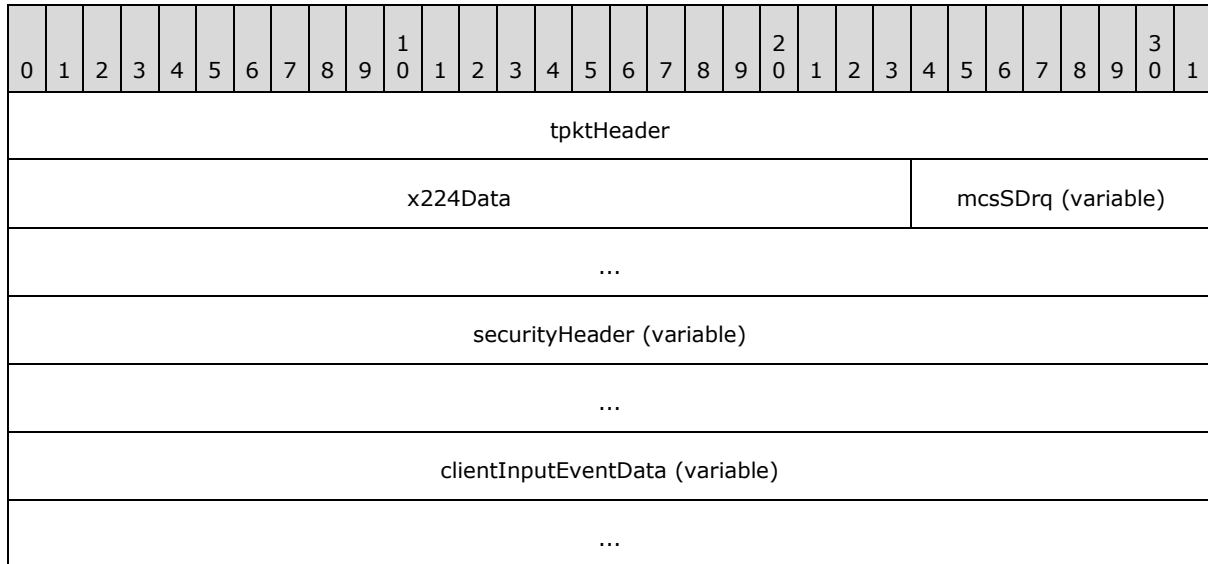 1 2 3
0 1 2 3 4 5 6 7 8 9 0 1 2 3 4 5 6 7 8 9 0 1 2 3 4 5 6 7 8 9 0 1
tpktHeader
x224Data mcsSDrq (variable)
...
securityHeader (variable)
...
clientInputEventData (variable)
...